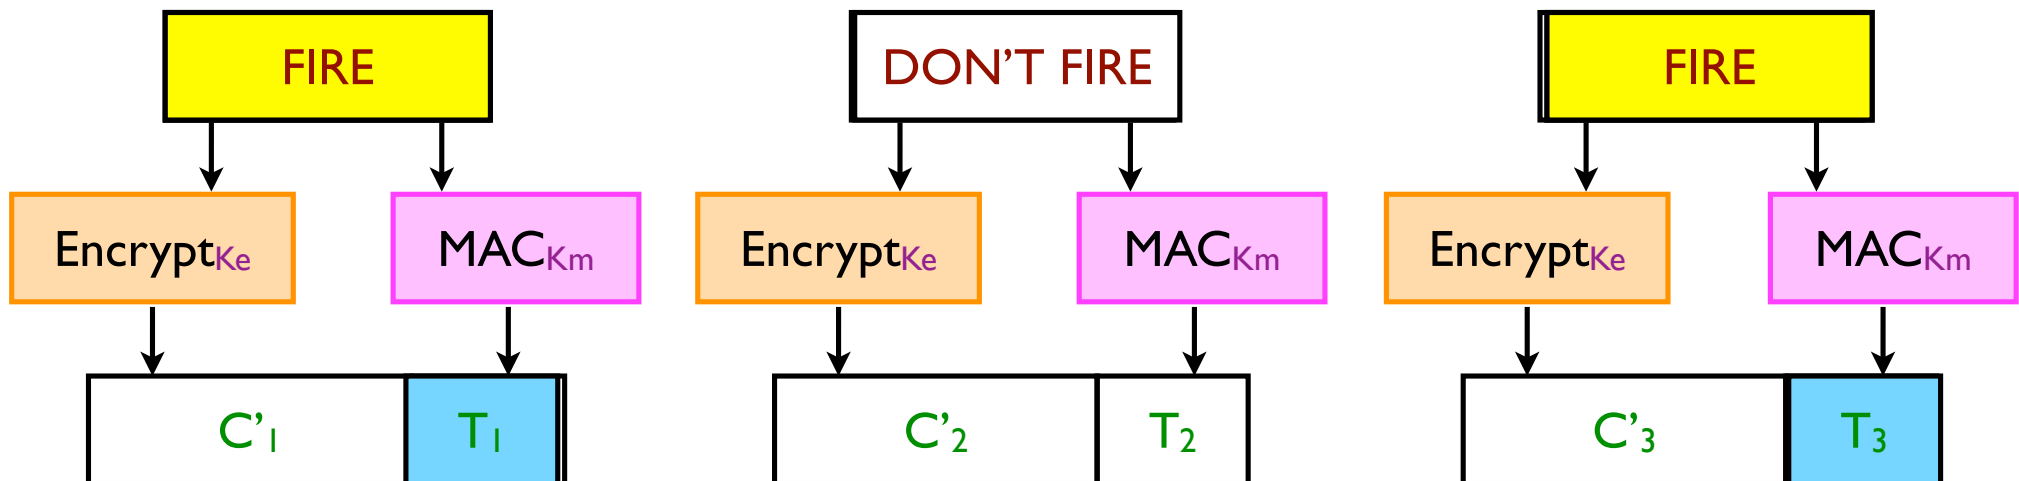 FIRE DON’T FIRE FIRE
EncryptKe MACKm EncryptKe MACKm EncryptKe MACKm
C’1 T1 C’2 T2 C’3 T3